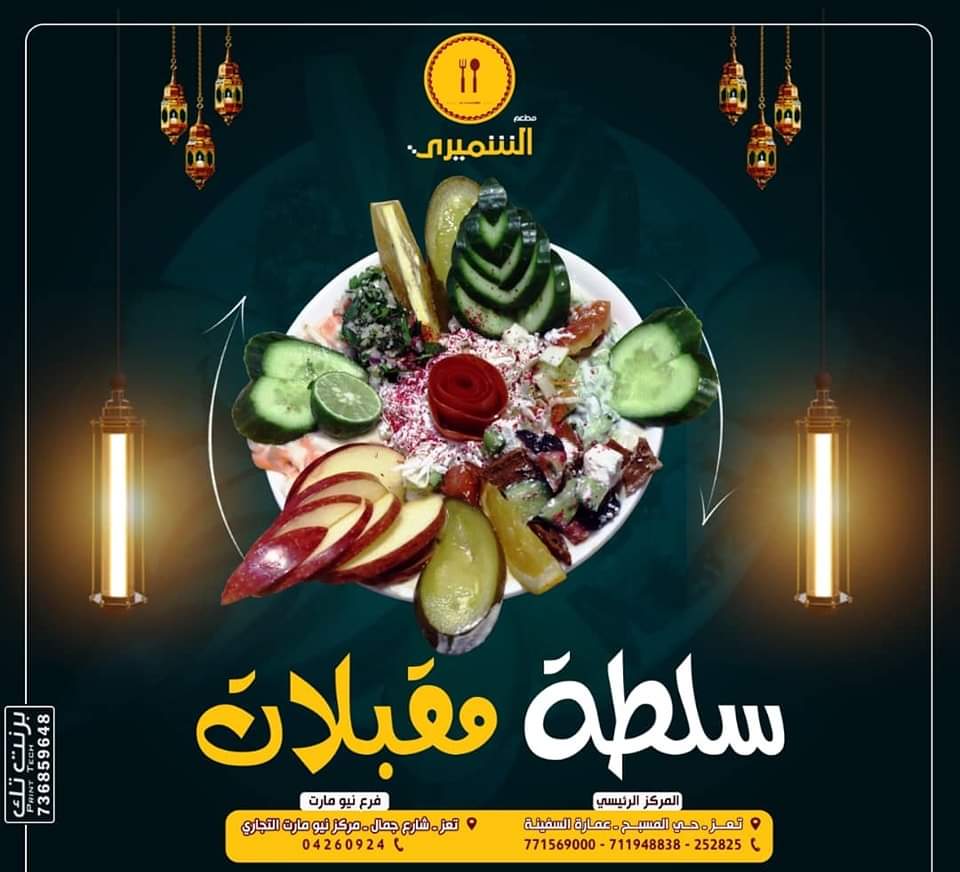 مطعم
الشميري
سلطة مقبلات
المركز الرئيسي
تعز . حي المسبح . عمارة السفينة
771569000 - 711948838 - 252825
فرع نيو مارت
تعز . شارع جمال . مركز نيو مارت التجاري
04260924
برنت تك
PRINT TECH
736859648